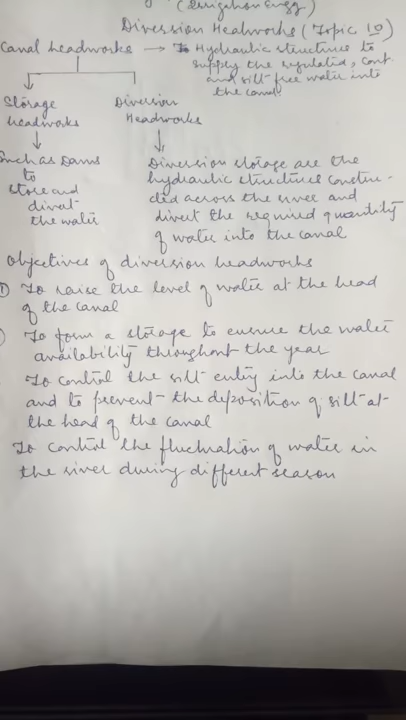 (Irrigation Engg)
Diversion Headworks (Topic 10)
Canal headworks → To Hydraulic structures to
supply the regulated, cont.
and silt free water into
the canal
Storage
headworks
Diversion
Headworks
Such as Dams
to
store and
divert
the water
Diversion storage are the
hydraulic structures constru-
cted across the river and
divert the required quantity
of water into the canal
Objectives of diversion headworks
① To raise the level of water at the head
of the canal
To form a storage to ensure the water
availability throughout the year
To control the silt entry into the canal
and to prevent the deposition of silt at
the head of the canal
To control the fluctuation of water in
the river during different season